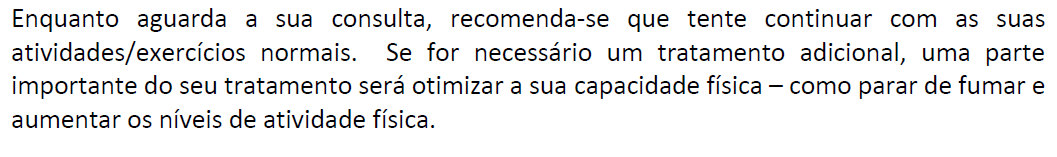 Enquanto aguarda a sua consulta, recomenda-se que tente continuar com as suas
atividades/exercícios normais.  Se for necessário um tratamento adicional, uma parte
importante do seu tratamento será otimizar a sua capacidade física – como parar de fumar e
aumentar os níveis de atividade física.